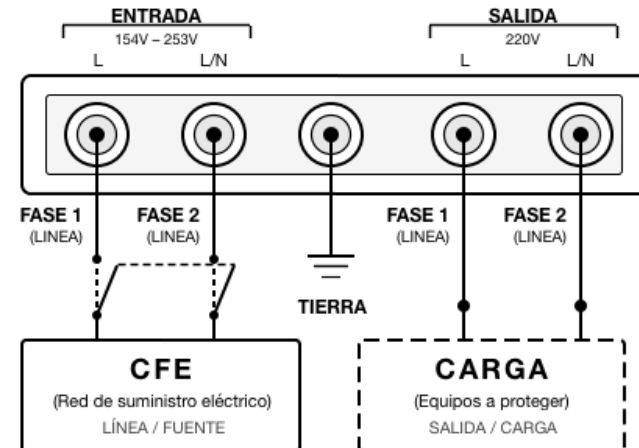 ENTRADA
154V – 253V
L L/N
SALIDA
220V
L L/N
FASE 1
(LINEA)
FASE 2
(LINEA)
TIERRA
FASE 1
(LINEA)
FASE 2
(LINEA)
CFE
(Red de suministro eléctrico)
LÍNEA / FUENTE
CARGA
(Equipos a proteger)
SALIDA / CARGA